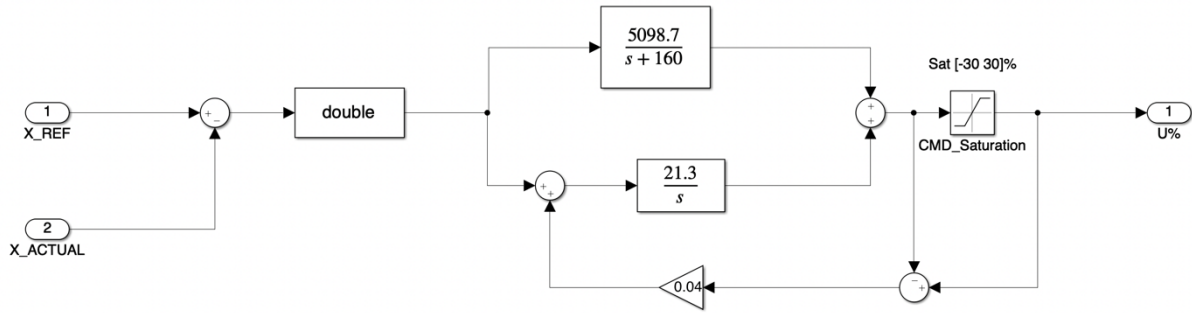 5098.7
s + 160
Sat [-30 30]%
1
X_REF
+
−
double
+
+
CMD_Saturation
1
U%
+
+
21.3
s
2
X_ACTUAL
0.04
−
+